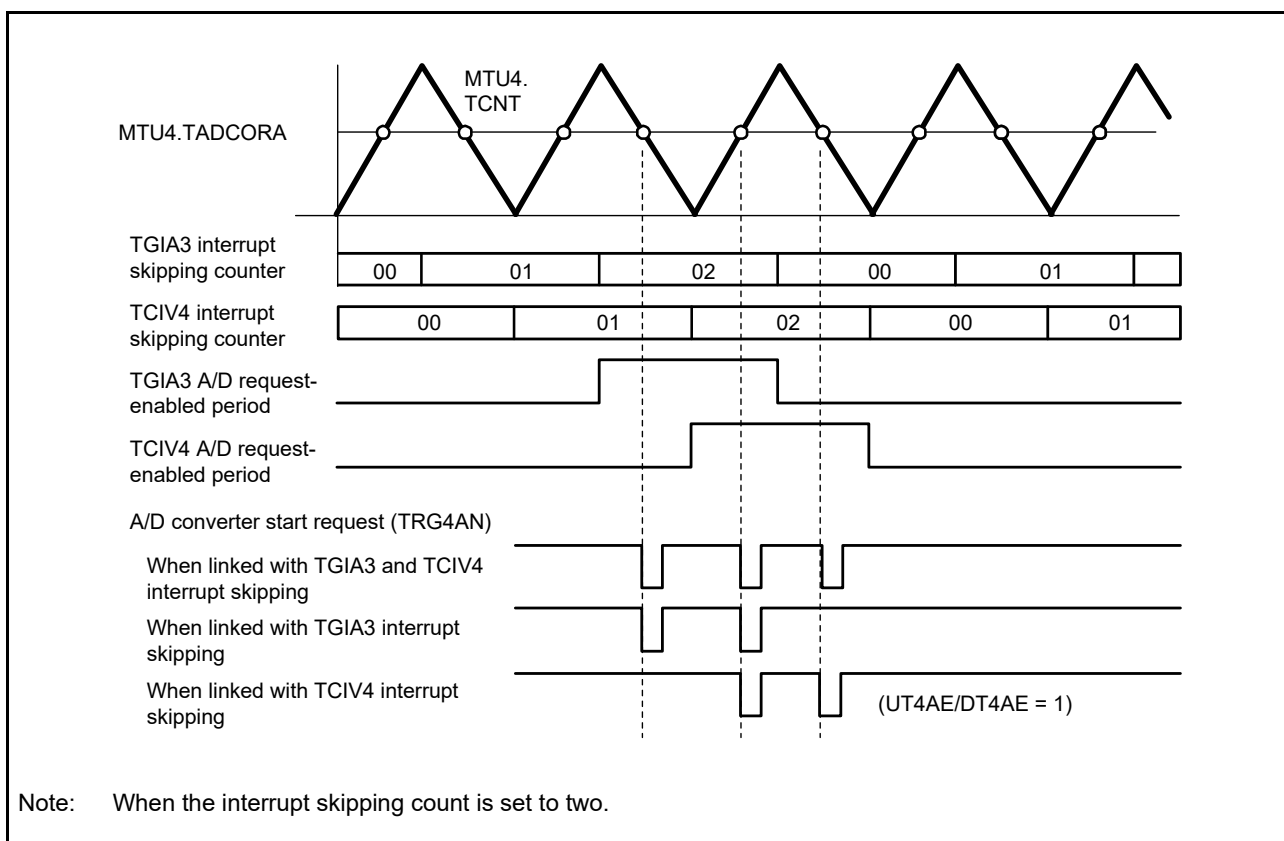 MTU4.
TCNT
MTU4.TADCORA
TGIA3 interrupt
skipping counter
00 01 02 00 01
TCIV4 interrupt
skipping counter
00 01 02 00 01
TGIA3 A/D request-
enabled period
TCIV4 A/D request-
enabled period
A/D converter start request (TRG4AN)
When linked with TGIA3 and TCIV4
interrupt skipping
When linked with TGIA3 interrupt
skipping
When linked with TCIV4 interrupt
skipping
(UT4AE/DT4AE = 1)
Note: When the interrupt skipping count is set to two.